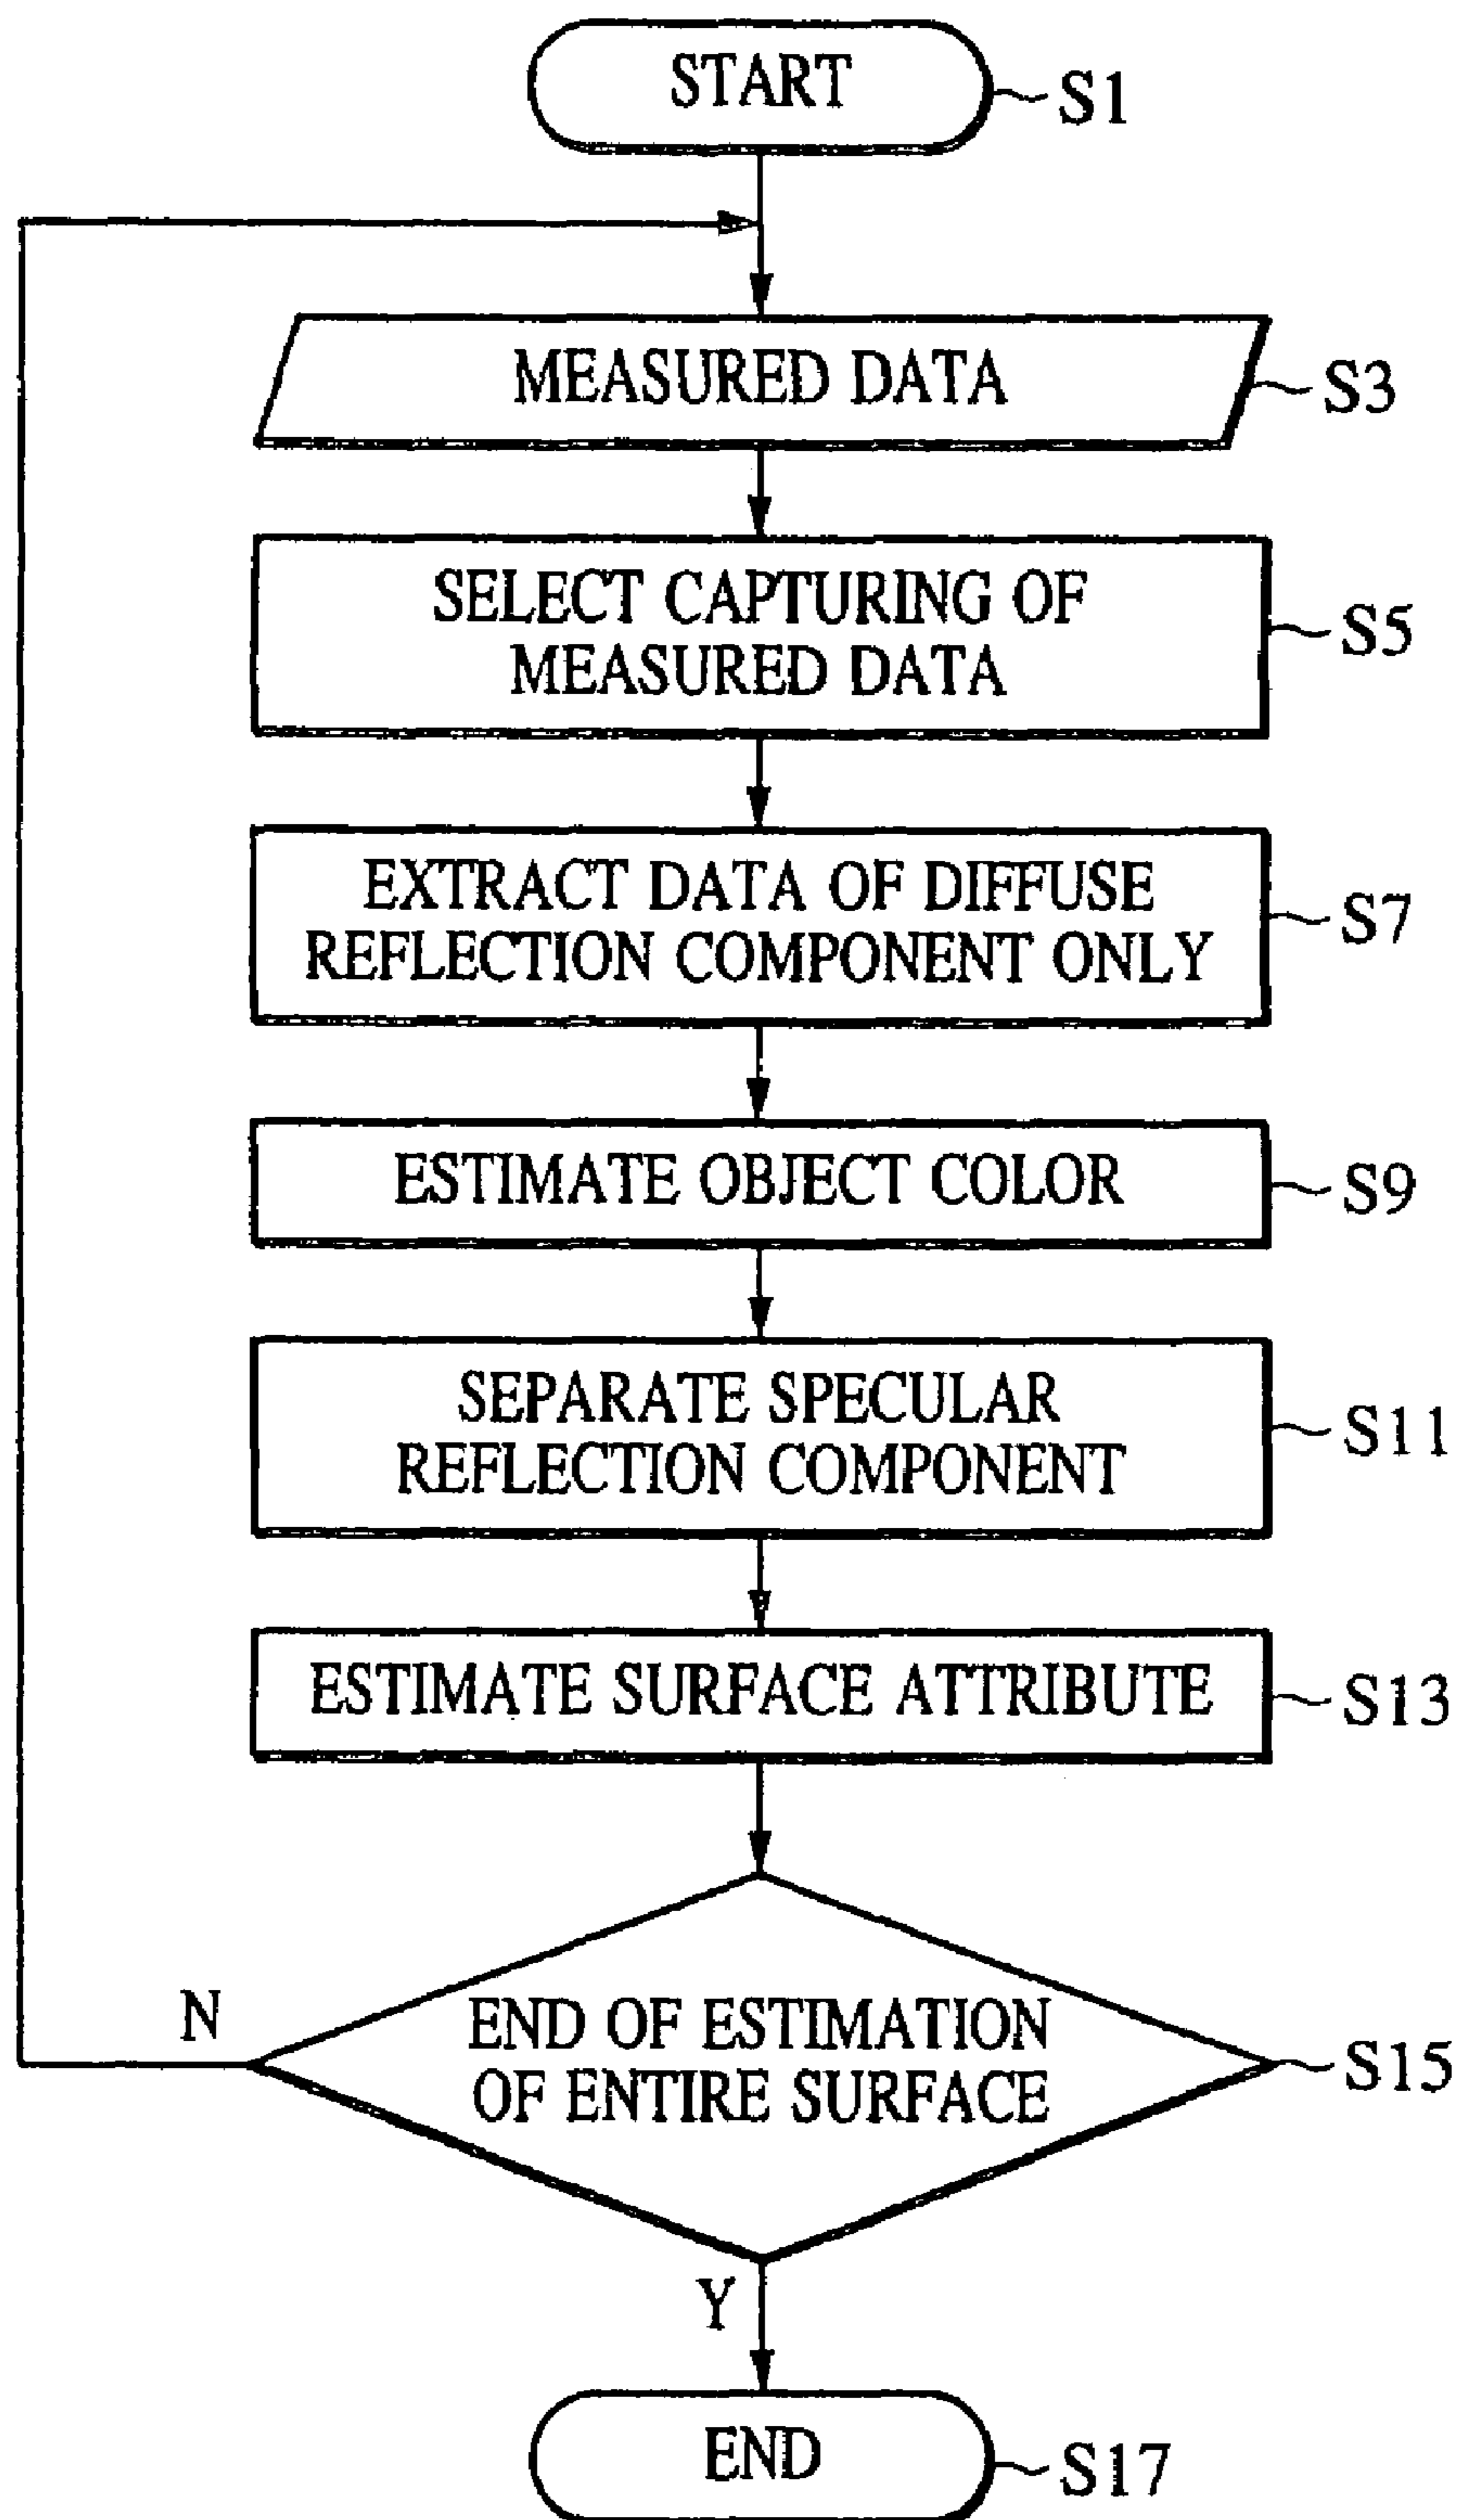 START
S1
MEASURED DATA
S3
SELECT CAPTURING OF
MEASURED DATA
S5
EXTRACT DATA OF DIFFUSE
REFLECTION COMPONENT ONLY
S7
ESTIMATE OBJECT COLOR
S9
SEPARATE SPECULAR
REFLECTION COMPONENT
S11
ESTIMATE SURFACE ATTRIBUTE
S13
END OF ESTIMATION
OF ENTIRE SURFACE
S15
N
Y
END
S17